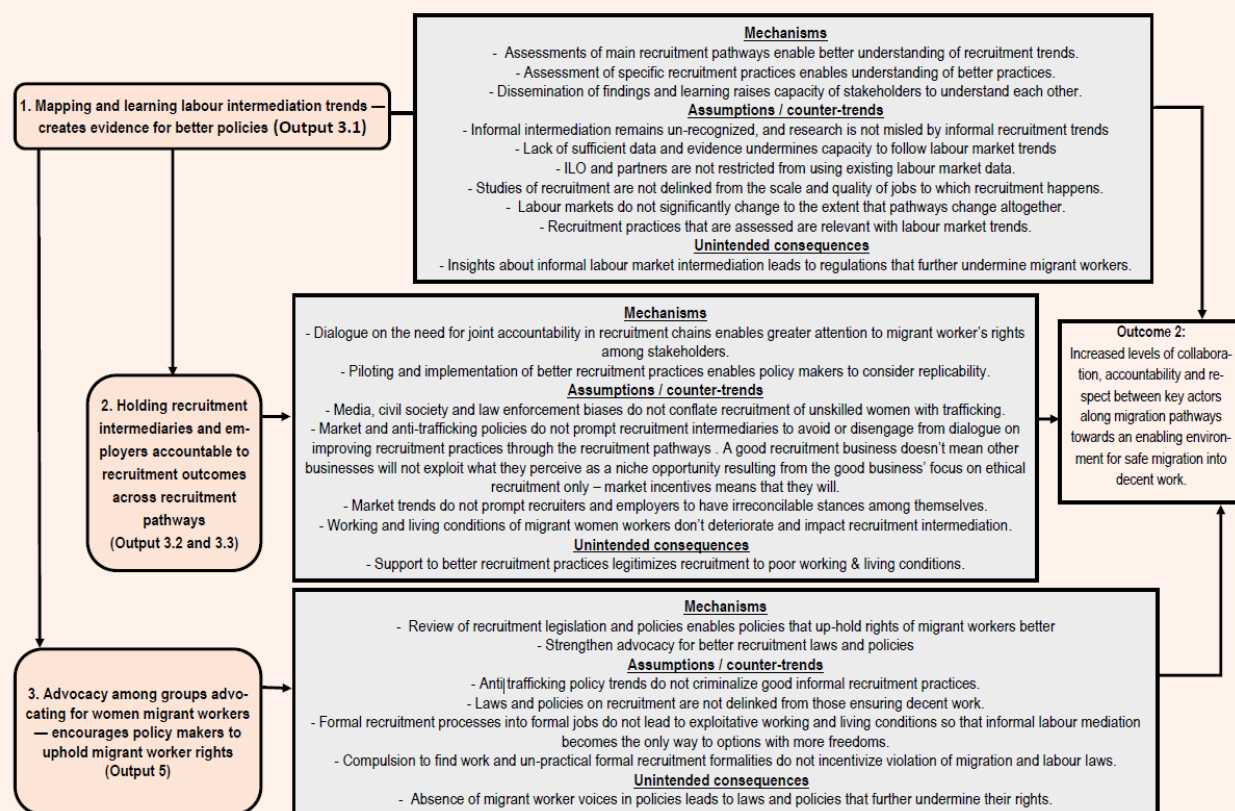 1. Mapping and learning labour intermediation trends —
creates evidence for better policies (Output 3.1)
Mechanisms
- Assessments of main recruitment pathways enable better understanding of recruitment trends.
- Assessment of specific recruitment practices enables understanding of better practices.
- Dissemination of findings and learning raises capacity of stakeholders to understand each other.
Assumptions / counter-trends
- Informal intermediation remains un-recognized, and research is not misled by informal recruitment trends
- Lack of sufficient data and evidence undermines capacity to follow labour market trends
- ILO and partners are not restricted from using existing labour market data.
- Studies of recruitment are not delinked from the scale and quality of jobs to which recruitment happens.
- Labour markets do not significantly change to the extent that pathways change altogether.
- Recruitment practices that are assessed are relevant with labour market trends.
Unintended consequences
- Insights about informal labour market intermediation leads to regulations that further undermine migrant workers.
2. Holding recruitment
intermediaries and em-
ployers accountable to
recruitment outcomes
across recruitment
pathways
(Output 3.2 and 3.3)
Mechanisms
- Dialogue on the need for joint accountability in recruitment chains enables greater attention to migrant worker's rights
among stakeholders.
- Piloting and implementation of better recruitment practices enables policy makers to consider replicability.
Assumptions / counter-trends
- Media, civil society and law enforcement biases do not conflate recruitment of unskilled women with trafficking.
- Market and anti-trafficking policies do not prompt recruitment intermediaries to avoid or disengage from dialogue on
improving recruitment practices through the recruitment pathways . A good recruitment business doesn't mean other
businesses will not exploit what they perceive as a niche opportunity resulting from the good business' focus on ethical
recruitment only – market incentives means that they will.
- Market trends do not prompt recruiters and employers to have irreconcilable stances among themselves.
- Working and living conditions of migrant women workers don't deteriorate and impact recruitment intermediation.
Unintended consequences
- Support to better recruitment practices legitimizes recruitment to poor working & living conditions.
Outcome 2:
Increased levels of collabora-
tion, accountability and re-
spect between key actors
along migration pathways
towards an enabling environ-
ment for safe migration into
decent work.
3. Advocacy among groups advo-
cating for women migrant workers
— encourages policy makers to
uphold migrant worker rights
(Output 5)
Mechanisms
- Review of recruitment legislation and policies enables policies that up-hold rights of migrant workers better
- Strengthen advocacy for better recruitment laws and policies
Assumptions / counter-trends
- Anti|trafficking policy trends do not criminalize good informal recruitment practices.
- Laws and policies on recruitment are not delinked from those ensuring decent work.
- Formal recruitment processes into formal jobs do not lead to exploitative working and living conditions so that informal labour mediation
becomes the only way to options with more freedoms.
- Compulsion to find work and un-practical formal recruitment formalities do not incentivize violation of migration and labour laws.
Unintended consequences
- Absence of migrant worker voices in policies leads to laws and policies that further undermine their rights.